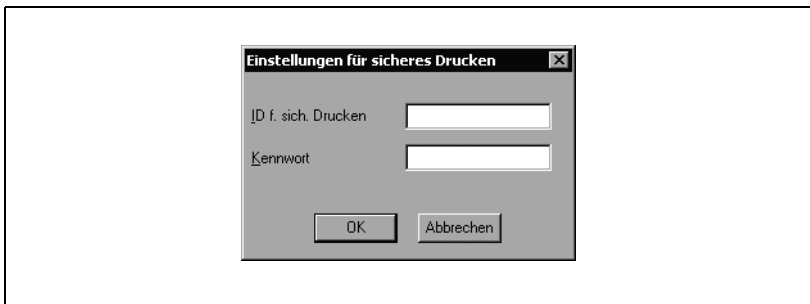 Einstellungen für sicheres Drucken
ID f. sich. Drucken
Kennwort
OK Abbrechen